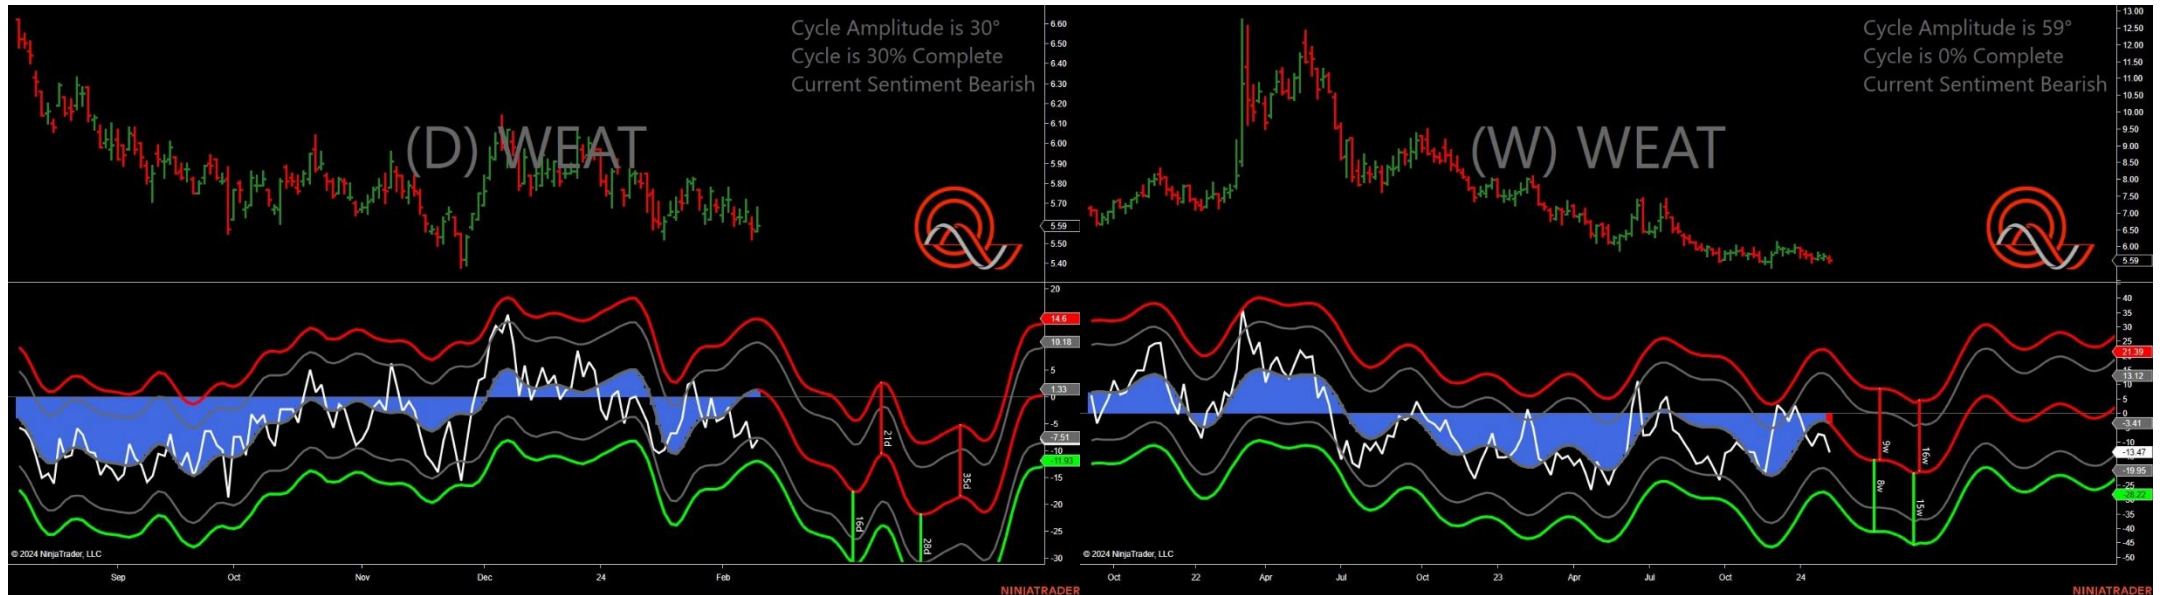 Cycle Amplitude is 30°
Cycle is 30% Complete
Current Sentiment Bearish
(D) WEAT
6.60
6.50
6.40
6.30
6.20
6.10
6.00
5.90
5.80
5.70
5.59
5.50
5.40
20
14.6
10.18
5
1.33
0
-5
-7.51
-10
-11.93
-15
-20
-25
-30
16d
21d
28d
35d
© 2024 NinjaTrader, LLC
Sep Oct Nov Dec 24 Feb
NINJATRADER
Cycle Amplitude is 59°
Cycle is 0% Complete
Current Sentiment Bearish
(W) WEAT
13.00
12.50
12.00
11.50
11.00
10.50
10.00
9.50
9.00
8.50
8.00
7.50
7.00
6.50
6.00
5.59
40
35
30
25
21.39
15
13.12
10
5
0
-3.41
-10
-13.47
-19.95
-25
-28.22
-35
-40
-45
-50
9w
8w
16w
15w
© 2024 NinjaTrader, LLC
Oct 22 Apr Jul Oct 23 Apr Jul Oct 24
NINJATRADER